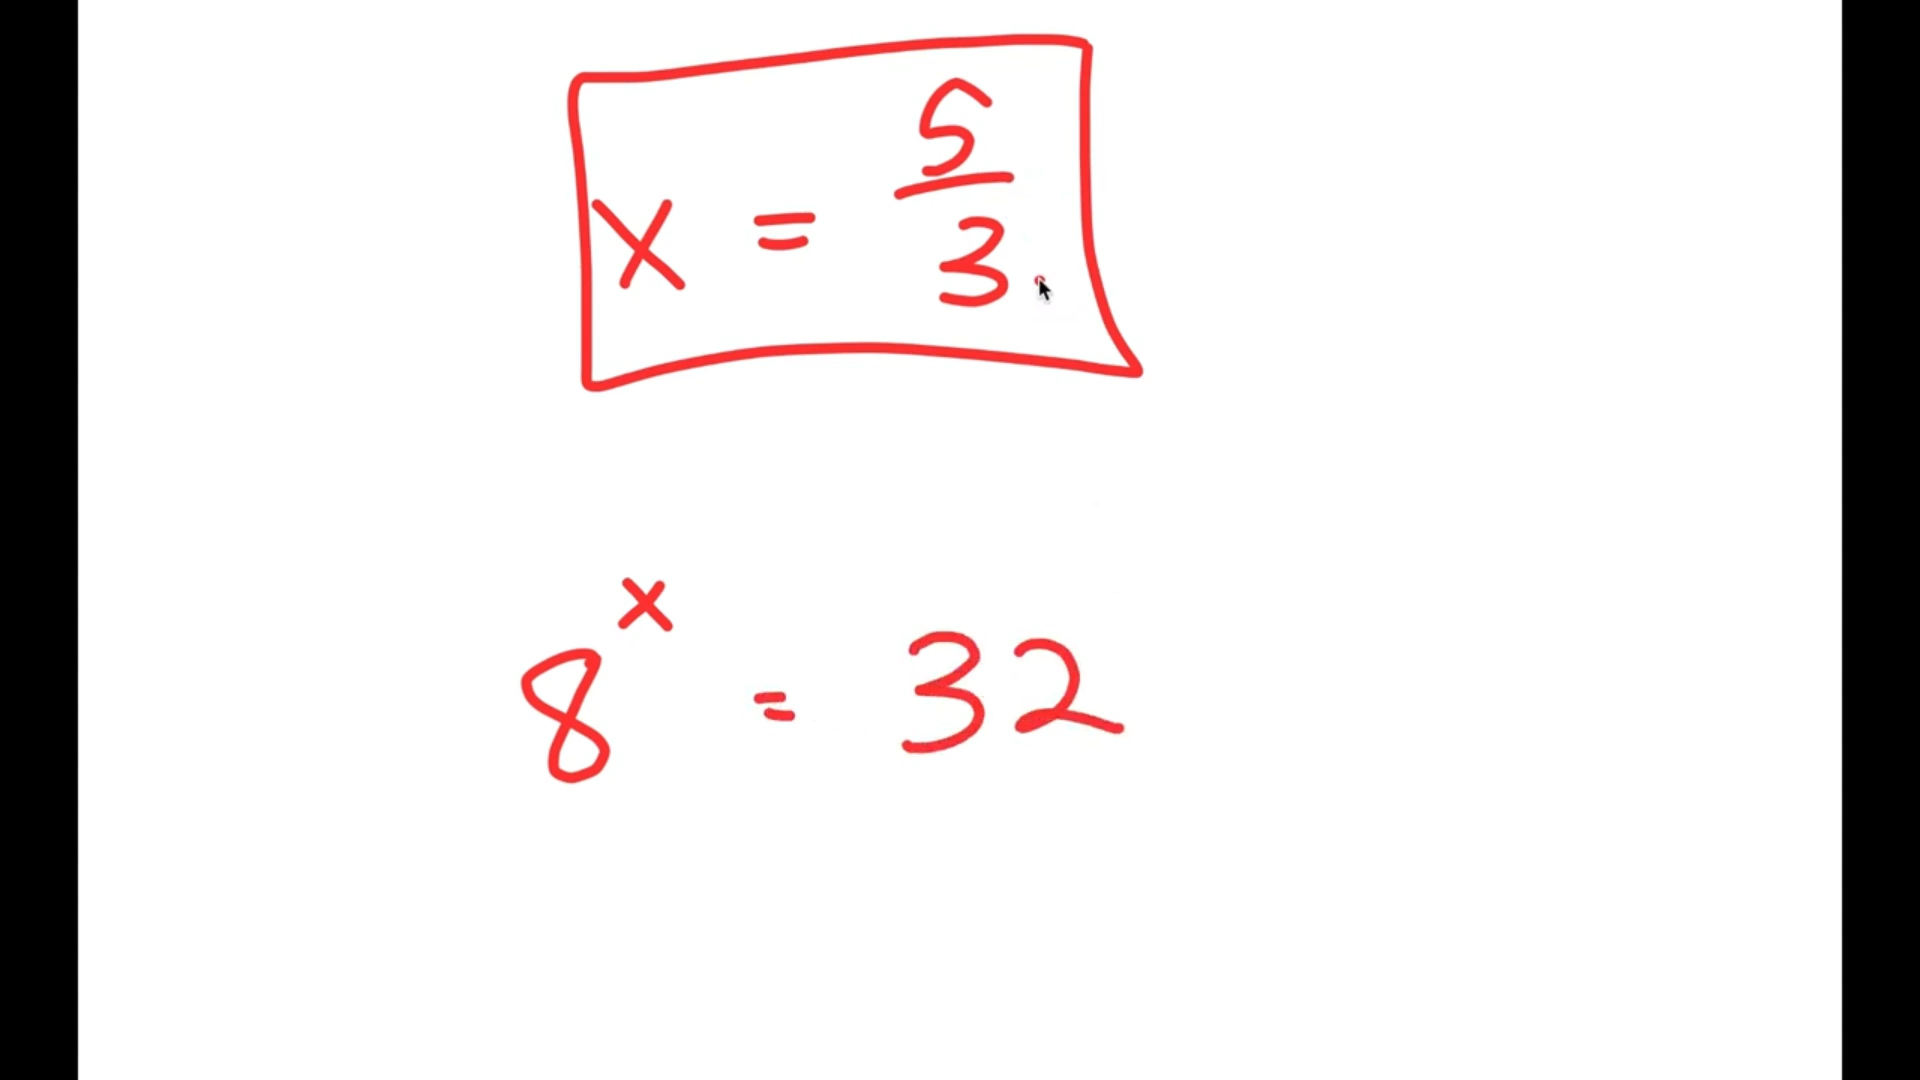 x = 5/3
8^x = 32